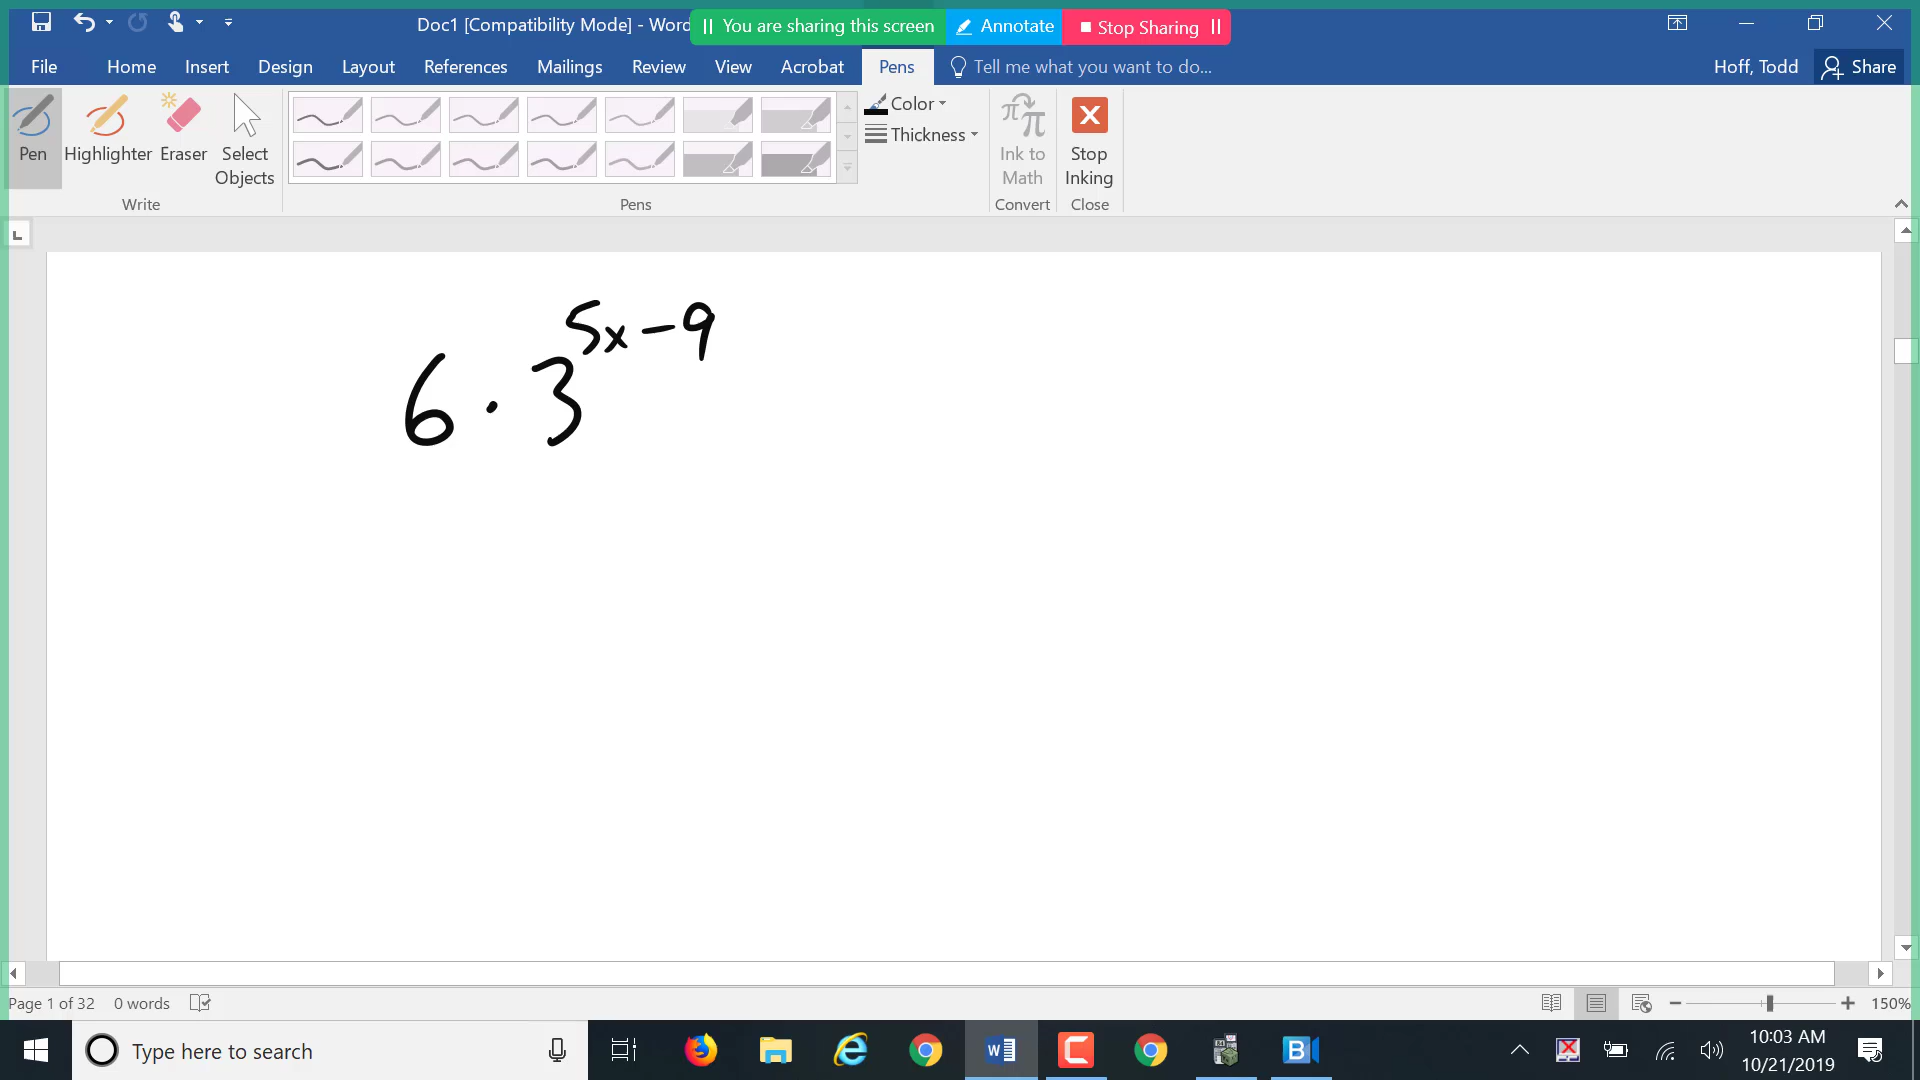 Doc1 [Compatibility Mode] - Word
You are sharing this screen
Annotate
Stop Sharing
File Home Insert Design Layout References Mailings Review View Acrobat Pens Tell me what you want to do... Hoff, Todd Share
Pen Highlighter Eraser Select Objects
Write
Pens
Color
Thickness
Ink to Math
Convert
Stop Inking
Close
6 · 3^{5x-9}
Page 1 of 32 0 words 150%
Type here to search
10:03 AM
10/21/2019